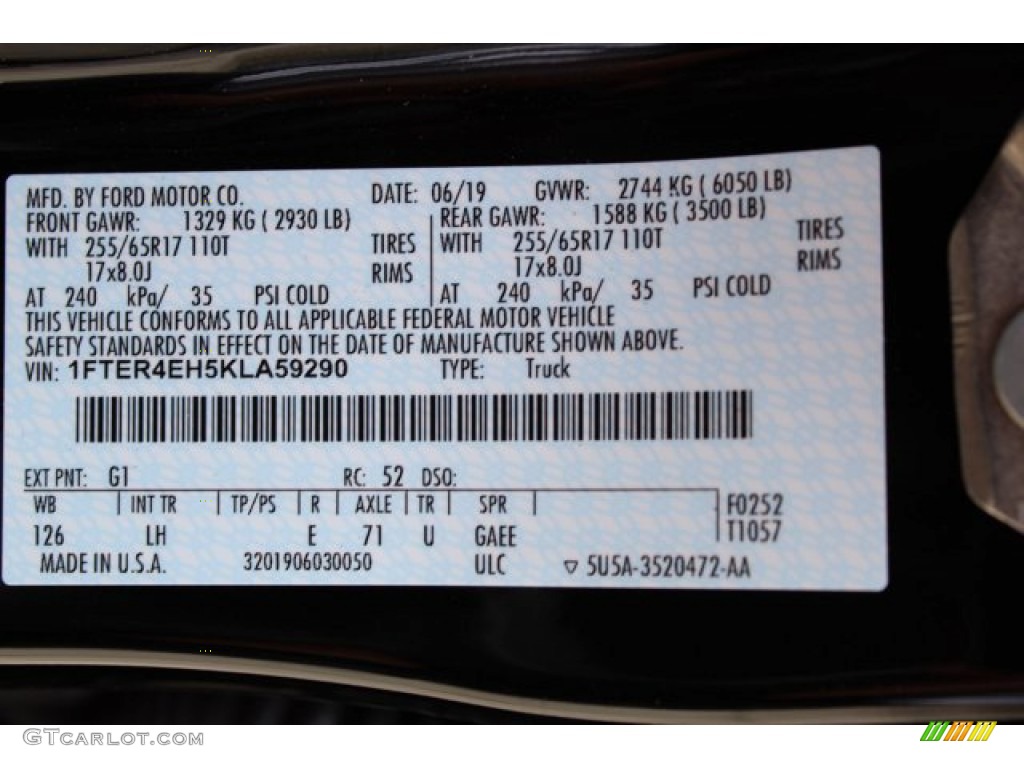 MFD. BY FORD MOTOR CO. DATE: 06/19 GVWR: 2744 KG ( 6050 LB)
FRONT GAWR: 1329 KG ( 2930 LB) REAR GAWR: 1588 KG ( 3500 LB)
WITH 255/65R17 110T TIRES WITH 255/65R17 110T TIRES
17x8.0J RIMS 17x8.0J RIMS
AT 240 kPa/ 35 PSI COLD AT 240 kPa/ 35 PSI COLD
THIS VEHICLE CONFORMS TO ALL APPLICABLE FEDERAL MOTOR VEHICLE
SAFETY STANDARDS IN EFFECT ON THE DATE OF MANUFACTURE SHOWN ABOVE.
VIN: 1FTER4EH5KLA59290 TYPE: Truck
EXT PNT: G1 RC: 52 DSO:
WB INT TR TP/PS R AXLE TR SPR F0252
126 LH E 71 U GAEE T1057
MADE IN U.S.A. 3201906030050 ULC ▽ 5U5A-3520472-AA
GTcarlot.com